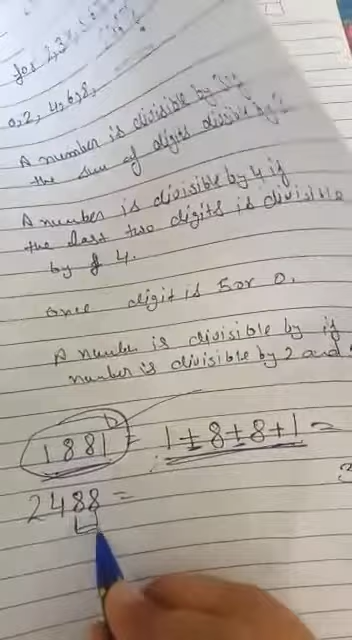 for 2, 3
0, 2, 4, 6, 8,
A number is divisible by 3 if
the sum of digits
A number is divisible by 4 if
the last two digits is divisible
by 4.
once digit is 5 or 0.
A number is divisible by if
number is divisible by 2 and
1881 = 1+8+8+1 =
2488 =